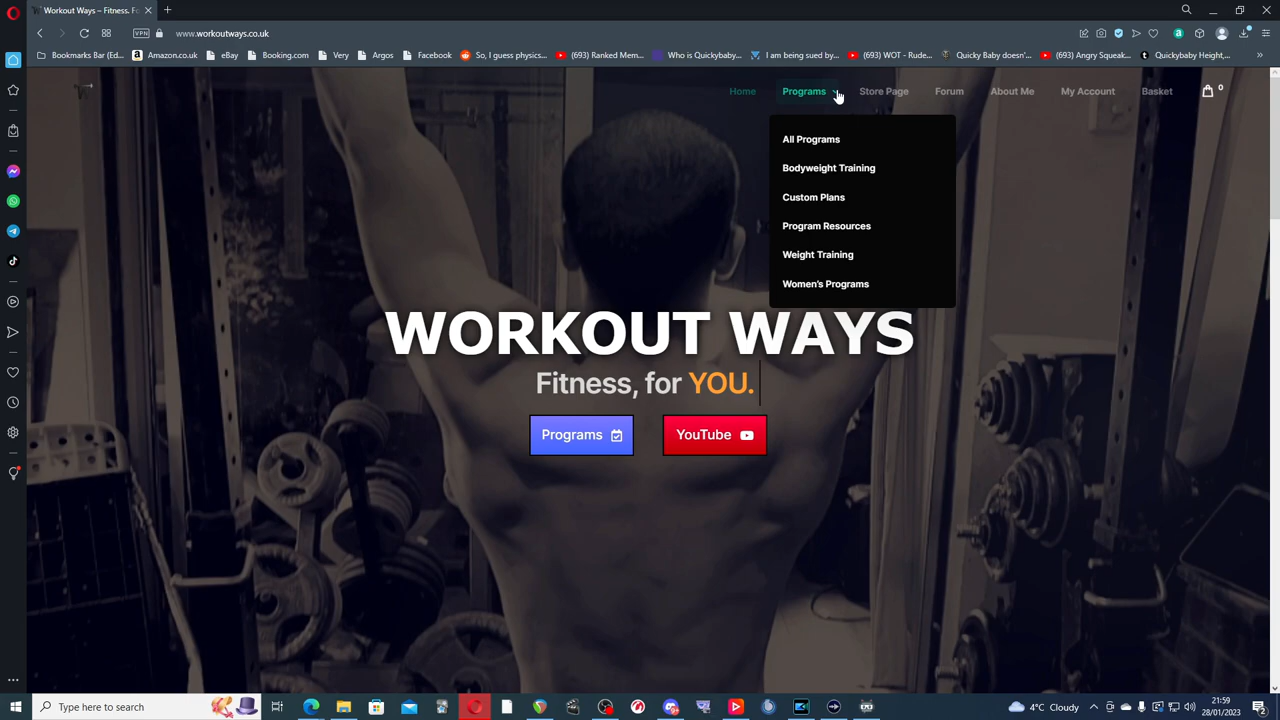 Workout Ways – Fitness. Fo
VPN
www.workoutways.co.uk
Bookmarks Bar (Ed... Amazon.co.uk eBay Booking.com Very Argos Facebook So, I guess physics... (693) Ranked Mem... Who is Quickybaby... I am being sued by... (693) WOT - Rude... Quicky Baby doesn'... (693) Angry Squeak... Quickybaby Height,...
Home Programs Store Page Forum About Me My Account Basket 0
All Programs
Bodyweight Training
Custom Plans
Program Resources
Weight Training
Women's Programs
WORKOUT WAYS
Fitness, for YOU.
Programs YouTube
Type here to search
4°C Cloudy
21:59
28/01/2023
2